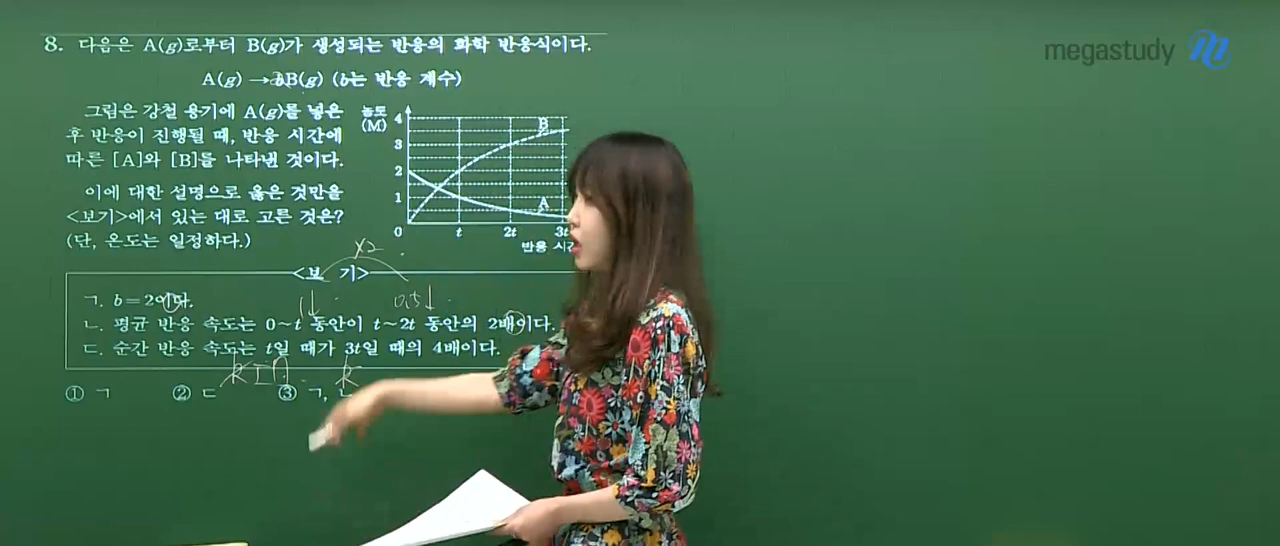 megastudy
8. 다음은 A(g)로부터 B(g)가 생성되는 반응의 화학 반응식이다.
A(g) → bB(g) (b는 반응 계수)
그림은 강철 용기에 A(g)를 넣은
후 반응이 진행될 때, 반응 시간에
따른 [A]와 [B]를 나타낸 것이다.
이에 대한 설명으로 옳은 것만을
<보기>에서 있는 대로 고른 것은?
(단, 온도는 일정하다.)
농도
(M)
4
3
2
1
0
B
A
t
2t
3t
반응 시간
×2
<보 기>
ㄱ. b=2이다.
1↓
0.5↓
ㄴ. 평균 반응 속도는 0~t 동안이 t~2t 동안의 2배이다.
ㄷ. 순간 반응 속도는 t일 때가 3t일 때의 4배이다.
k
① ㄱ ② ㄷ ③ ㄱ, ㄴ